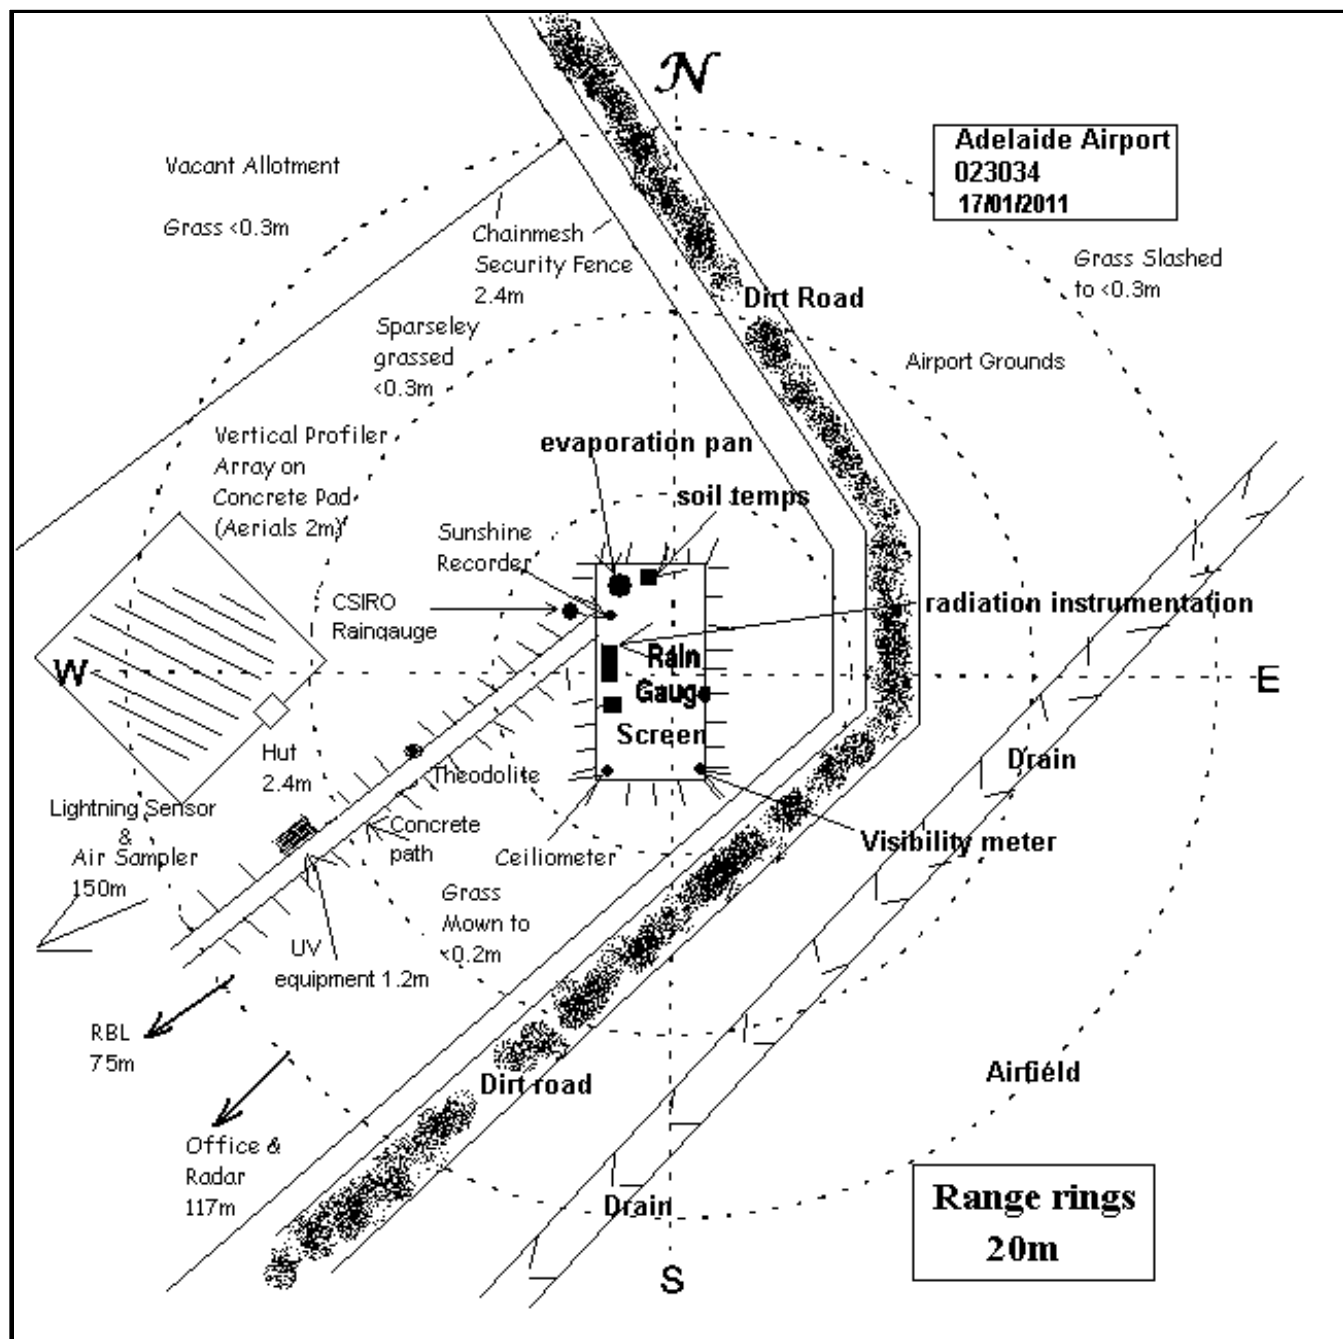 N
Adelaide Airport
023034
17/01/2011
Vacant Allotment
Grass <0.3m
Chainmesh
Security Fence
2.4m
Grass Slashed
to <0.3m
Dirt Road
Sparseley
grassed
<0.3m
Airport Grounds
Vertical Profiler
Array on
Concrete Pad
(Aerials 2m)
evaporation pan
soil temps
Sunshine
Recorder
CSIRO
Raingauge
radiation instrumentation
W
Rain
Gauge
Screen
E
Hut
2.4m
Theodolite
Drain
Lightning Sensor
&
Air Sampler
150m
Concrete
path
Ceiliometer
Visibility meter
Grass
Mown to
<0.2m
UV
equipment 1.2m
RBL
75m
Dirt road
Airfield
Office &
Radar
117m
Drain
S
Range rings
20m